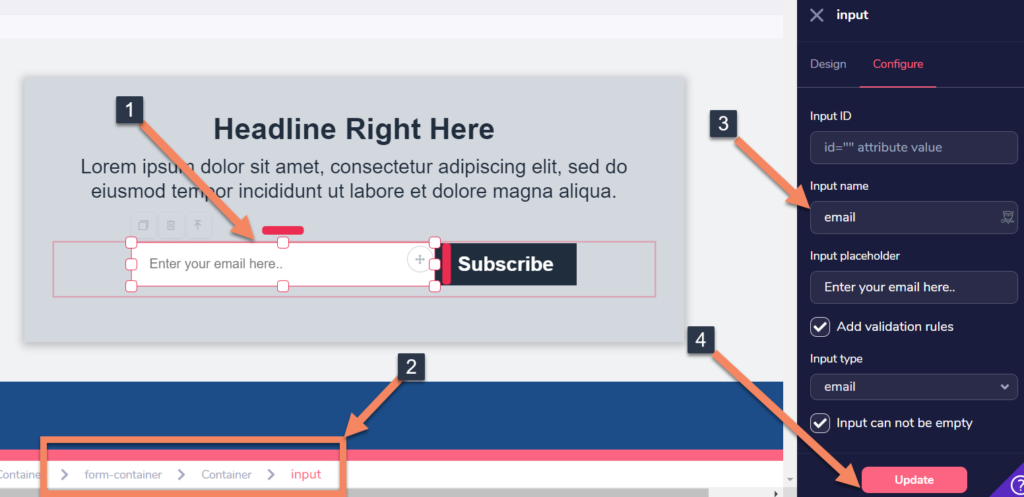 1
Headline Right Here
Lorem ipsum dolor sit amet, consectetur adipiscing elit, sed do
eiusmod tempor incididunt ut labore et dolore magna aliqua.
Enter your email here..
Subscribe
2
Container
form-container
Container
input
input
Design
Configure
Input ID
id="" attribute value
3
Input name
email
Input placeholder
Enter your email here..
Add validation rules
4
Input type
email
Input can not be empty
Update
?